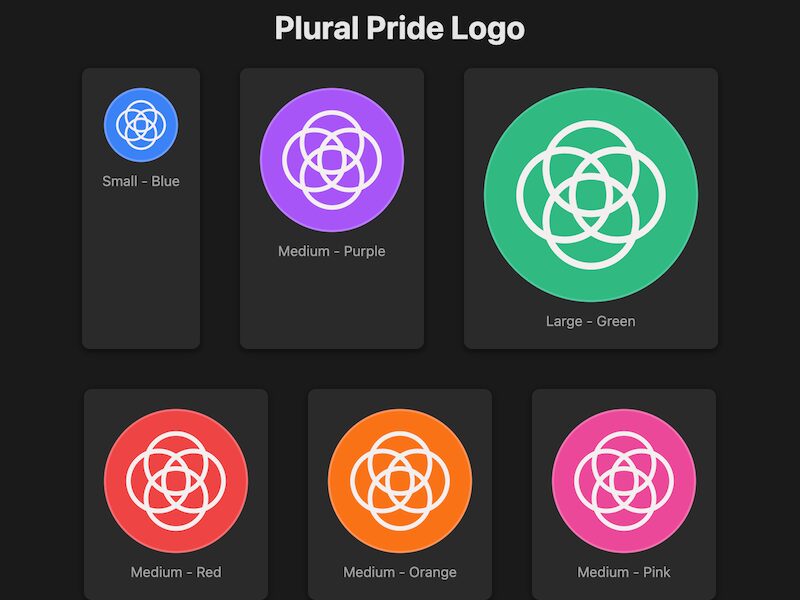 Plural Pride Logo
Small - Blue
Medium - Purple
Large - Green
Medium - Red
Medium - Orange
Medium - Pink